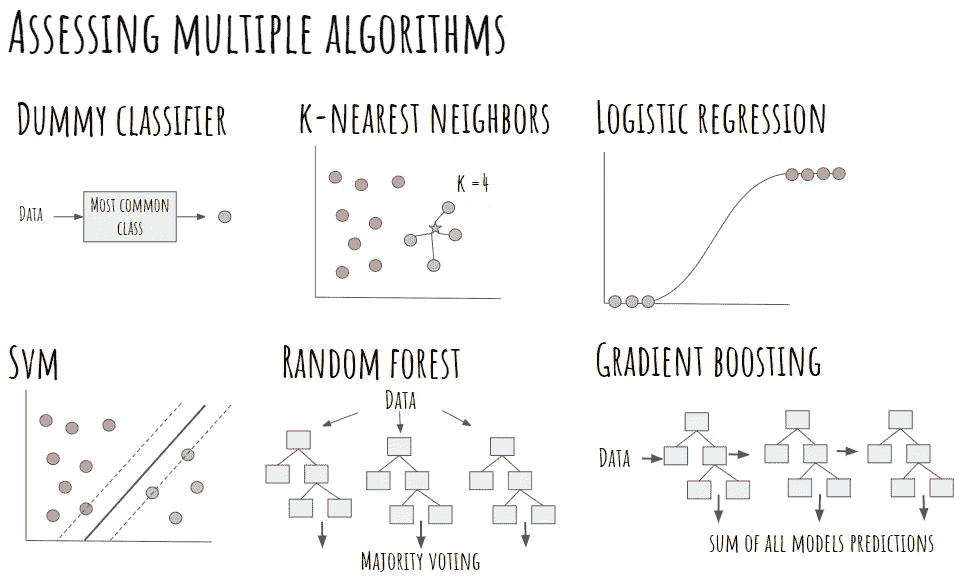 Assessing multiple algorithms
Dummy classifier
Data
Most common
class
K-nearest neighbors
K = 4
Logistic regression
Svm
Random forest
Data
Majority voting
Gradient boosting
Data
sum of all models predictions